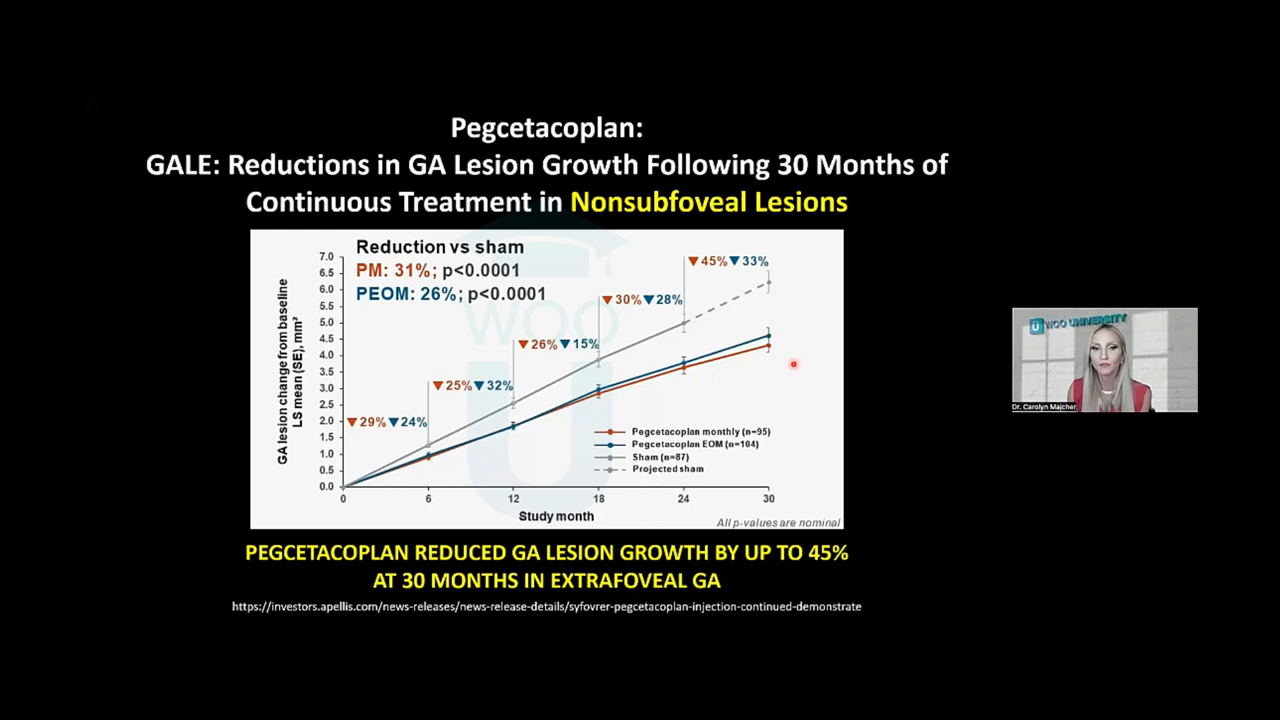 Pegcetacoplan:
GALE: Reductions in GA Lesion Growth Following 30 Months of
Continuous Treatment in Nonsubfoveal Lesions
Reduction vs sham
PM: 31%; p<0.0001
PEOM: 26%; p<0.0001
GA lesion change from baseline
LS mean (SE), mm²
7.0
6.5
6.0
5.5
5.0
4.5
4.0
3.5
3.0
2.5
2.0
1.5
1.0
0.5
0.0
▼29% ▼24%
▼25% ▼32%
▼26% ▼15%
▼30% ▼28%
▼45% ▼33%
WOO
U
Pegcetacoplan monthly (n=95)
Pegcetacoplan EOM (n=104)
Sham (n=87)
Projected sham
0 6 12 18 24 30
Study month
All p-values are nominal
PEGCETACOPLAN REDUCED GA LESION GROWTH BY UP TO 45%
AT 30 MONTHS IN EXTRAFOVEAL GA
https://investors.apellis.com/news-releases/news-release-details/syfovrer-pegcetacoplan-injection-continued-demonstrate
U WOO UNIVERSITY
Dr. Carolyn Majcher